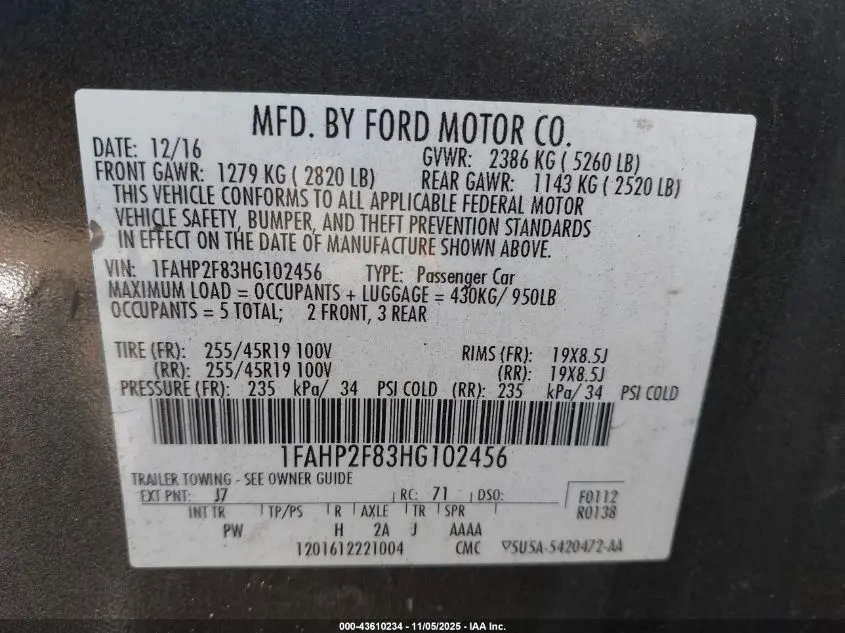 MFD. BY FORD MOTOR CO.
DATE: 12/16 GVWR: 2386 KG ( 5260 LB)
FRONT GAWR: 1279 KG ( 2820 LB) REAR GAWR: 1143 KG ( 2520 LB)
THIS VEHICLE CONFORMS TO ALL APPLICABLE FEDERAL MOTOR
VEHICLE SAFETY, BUMPER, AND THEFT PREVENTION STANDARDS
IN EFFECT ON THE DATE OF MANUFACTURE SHOWN ABOVE.
VIN: 1FAHP2F83HG102456 TYPE: Passenger Car
MAXIMUM LOAD = OCCUPANTS + LUGGAGE = 430KG/ 950LB
OCCUPANTS = 5 TOTAL; 2 FRONT, 3 REAR
TIRE (FR): 255/45R19 100V RIMS (FR): 19X8.5J
(RR): 255/45R19 100V (RR): 19X8.5J
PRESSURE (FR): 235 kPa/ 34 PSI COLD (RR): 235 kPa/ 34 PSI COLD
1FAHP2F83HG102456
TRAILER TOWING - SEE OWNER GUIDE
EXT PNT: J7 RC: 71 DSO: F0112
INT TR TP/PS R AXLE TR SPR R0138
PW H 2A J AAAA
1201612221004 CMC 5U5A-5420472-AA
000-43610234 - 11/05/2025 - IAA Inc.